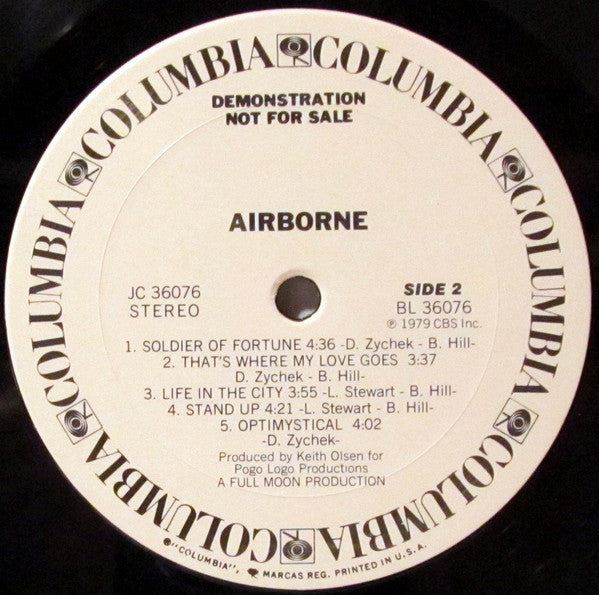 COLUMBIA COLUMBIA COLUMBIA COLUMBIA COLUMBIA COLUMBIA COLUMBIA COLUMBIA
DEMONSTRATION
NOT FOR SALE
AIRBORNE
JC 36076
STEREO
SIDE 2
BL 36076
℗ 1979 CBS Inc.
1. SOLDIER OF FORTUNE 4:36 -D. Zychek - B. Hill-
2. THAT'S WHERE MY LOVE GOES 3:37
D. Zychek - B. Hill-
3. LIFE IN THE CITY 3:55 -L. Stewart - B. Hill-
4. STAND UP 4:21 -L. Stewart - B. Hill-
5. OPTIMYSTICAL 4:02
-D. Zychek-
Produced by Keith Olsen for
Pogo Logo Productions
A FULL MOON PRODUCTION
®"COLUMBIA", MARCAS REG. PRINTED IN U.S.A.